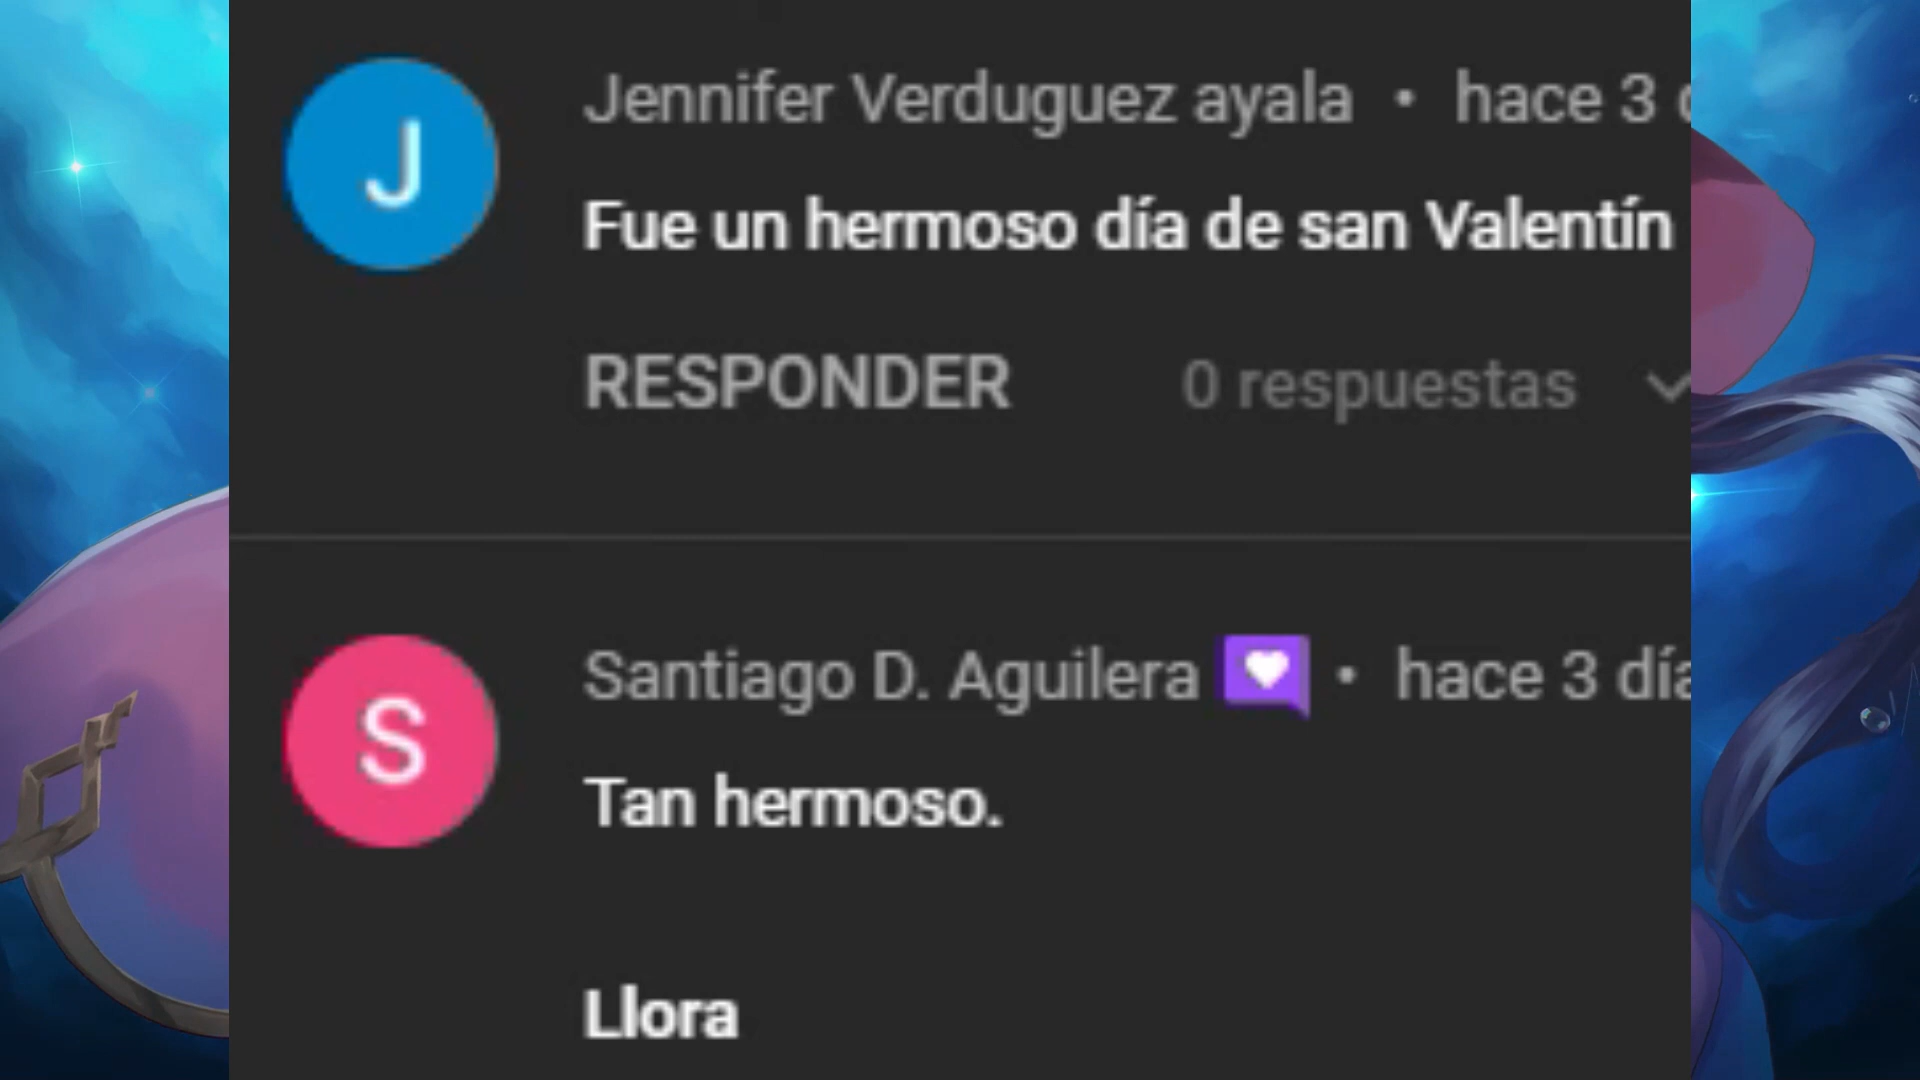 J
Jennifer Verduguez ayala • hace 3
Fue un hermoso día de san Valentín
RESPONDER 0 respuestas
S
Santiago D. Aguilera • hace 3 día
Tan hermoso.
Llora